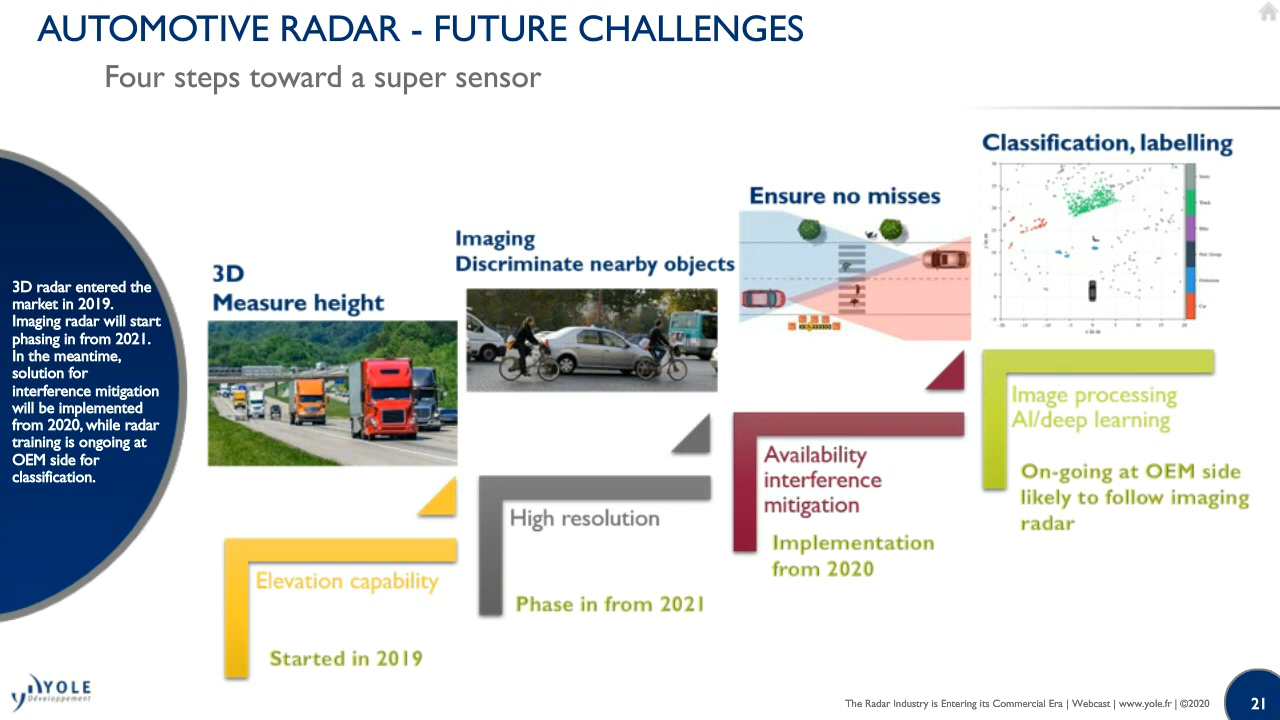 AUTOMOTIVE RADAR - FUTURE CHALLENGES
Four steps toward a super sensor
3D radar entered the
market in 2019.
Imaging radar will start
phasing in from 2021.
In the meantime,
solution for
interference mitigation
will be implemented
from 2020, while radar
training is ongoing at
OEM side for
classification.
3D
Measure height
Elevation capability
Started in 2019
Imaging
Discriminate nearby objects
High resolution
Phase in from 2021
Ensure no misses
Availability
interference
mitigation
Implementation
from 2020
Classification, labelling
Image processing
AI/deep learning
On-going at OEM side
likely to follow imaging
radar
YOLE
Développement
The Radar Industry is Entering its Commercial Era | Webcast | www.yole.fr | ©2020
21